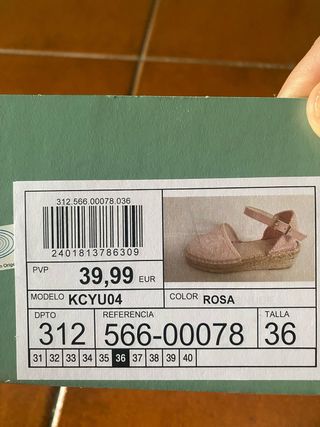 312.566.00078.036
2401813786309
PVP 39,99 EUR
MODELO KCYU04 COLOR ROSA
DPTO REFERENCIA TALLA
312 566-00078 36
31 32 33 34 35 36 37 38 39 40